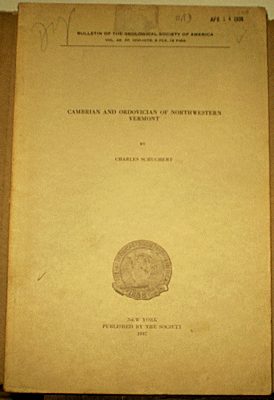 BULLETIN OF THE GEOLOGICAL SOCIETY OF AMERICA
CAMBRIAN AND ORDOVICIAN OF NORTHWESTERN
VERMONT
BY
CHARLES SCHUCHERT
NEW YORK
PUBLISHED BY THE SOCIETY
1937